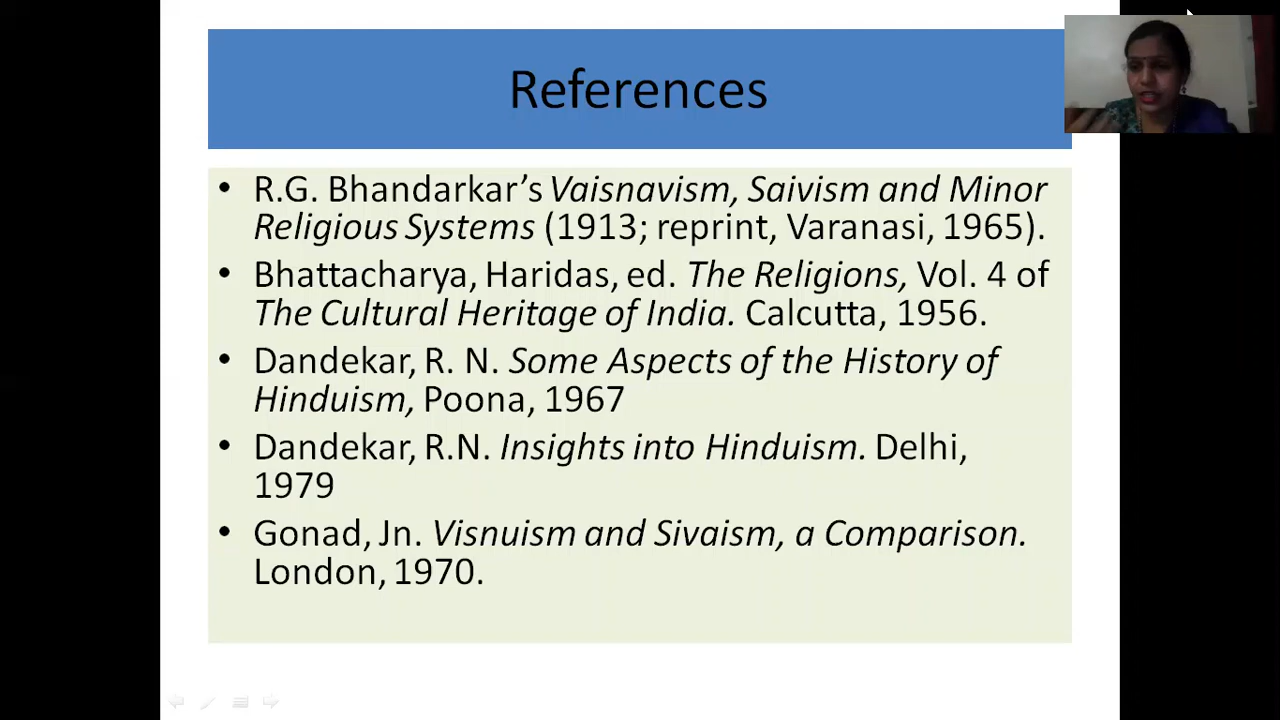 References
• R.G. Bhandarkar’s Vaisnavism, Saivism and Minor
Religious Systems (1913; reprint, Varanasi, 1965).
• Bhattacharya, Haridas, ed. The Religions, Vol. 4 of
The Cultural Heritage of India. Calcutta, 1956.
• Dandekar, R. N. Some Aspects of the History of
Hinduism, Poona, 1967
• Dandekar, R.N. Insights into Hinduism. Delhi,
1979
• Gonad, Jn. Visnuism and Sivaism, a Comparison.
London, 1970.